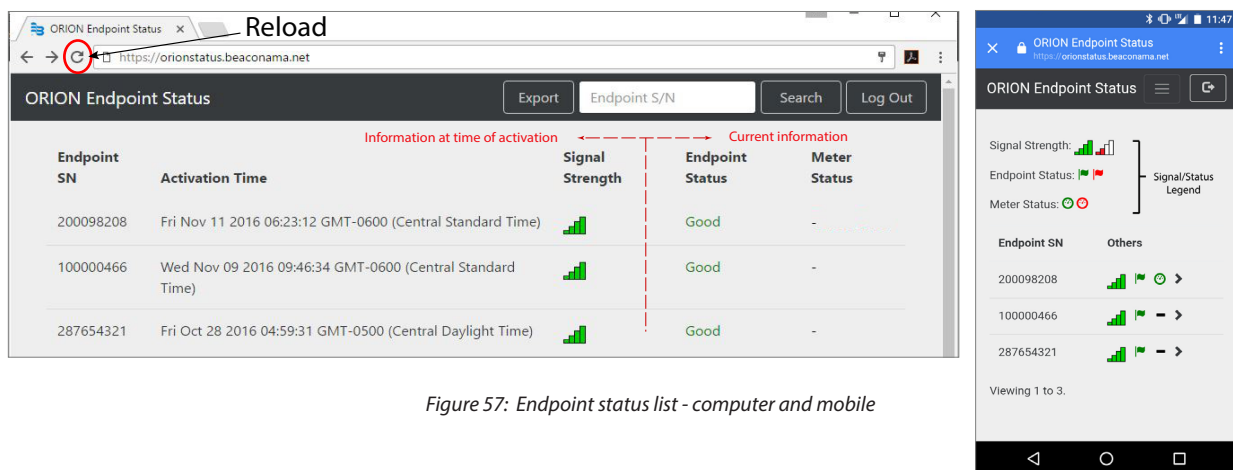 ORION Endpoint Status
Reload
https://orionstatus.beaconama.net
ORION Endpoint Status
Export
Endpoint S/N
Search
Log Out
Information at time of activation
Current information
Endpoint SN
Activation Time
Signal Strength
Endpoint Status
Meter Status
200098208 Fri Nov 11 2016 06:23:12 GMT-0600 (Central Standard Time) Good -
100000466 Wed Nov 09 2016 09:46:34 GMT-0600 (Central Standard Time) Good -
287654321 Fri Oct 28 2016 04:59:31 GMT-0500 (Central Daylight Time) Good -
Figure 57: Endpoint status list - computer and mobile
11:47
ORION Endpoint Status
https://orionstatus.beaconama.net
ORION Endpoint Status
Signal Strength:
Endpoint Status:
Meter Status:
Signal/Status
Legend
Endpoint SN Others
200098208
100000466 -
287654321 -
Viewing 1 to 3.